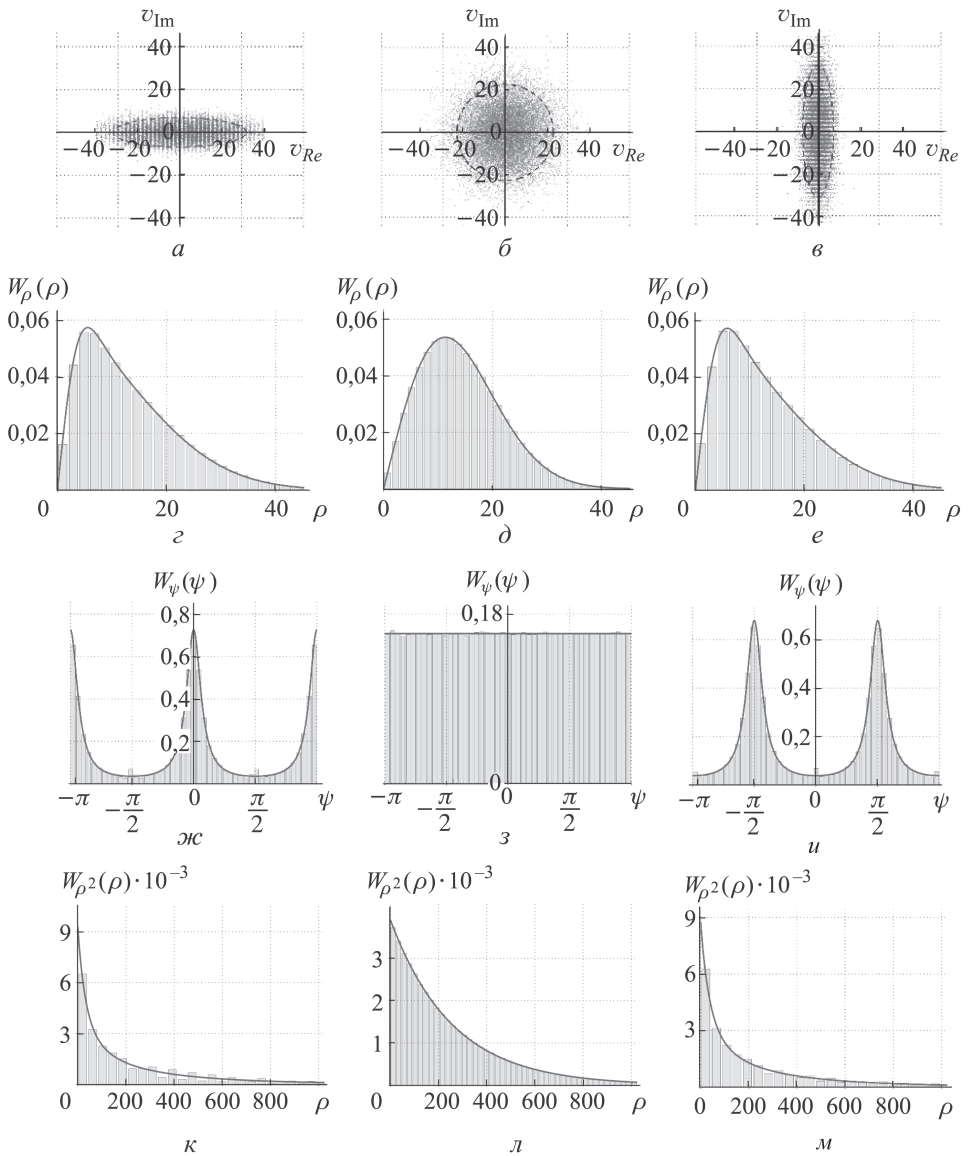 v_Im v_Im v_Im
40 40 40
20 20 20
0 0 0
−40 −20 20 40 v_Re −40 −20 20 40 v_Re −40 −20 20 40 v_Re
−20 −20 −20
−40 −40 −40
а б в
W_ρ(ρ) W_ρ(ρ) W_ρ(ρ)
0,06 0,06 0,06
0,04 0,04 0,04
0,02 0,02 0,02
0 20 40 ρ 0 20 40 ρ 0 20 40 ρ
г д е
W_ψ(ψ) W_ψ(ψ) W_ψ(ψ)
0,8 0,18
0,6 0,6
0,4 0,4
0,2 0,2
0
−π −π/2 0 π/2 ψ −π −π/2 0 π/2 ψ −π −π/2 0 π/2 ψ
ж з и
W_ρ²(ρ)·10⁻³ W_ρ²(ρ)·10⁻³ W_ρ²(ρ)·10⁻³
9 3 9
6 2 6
3 1 3
0 200 400 600 800 ρ 0 200 400 600 800 ρ 0 200 400 600 800 ρ
к л м